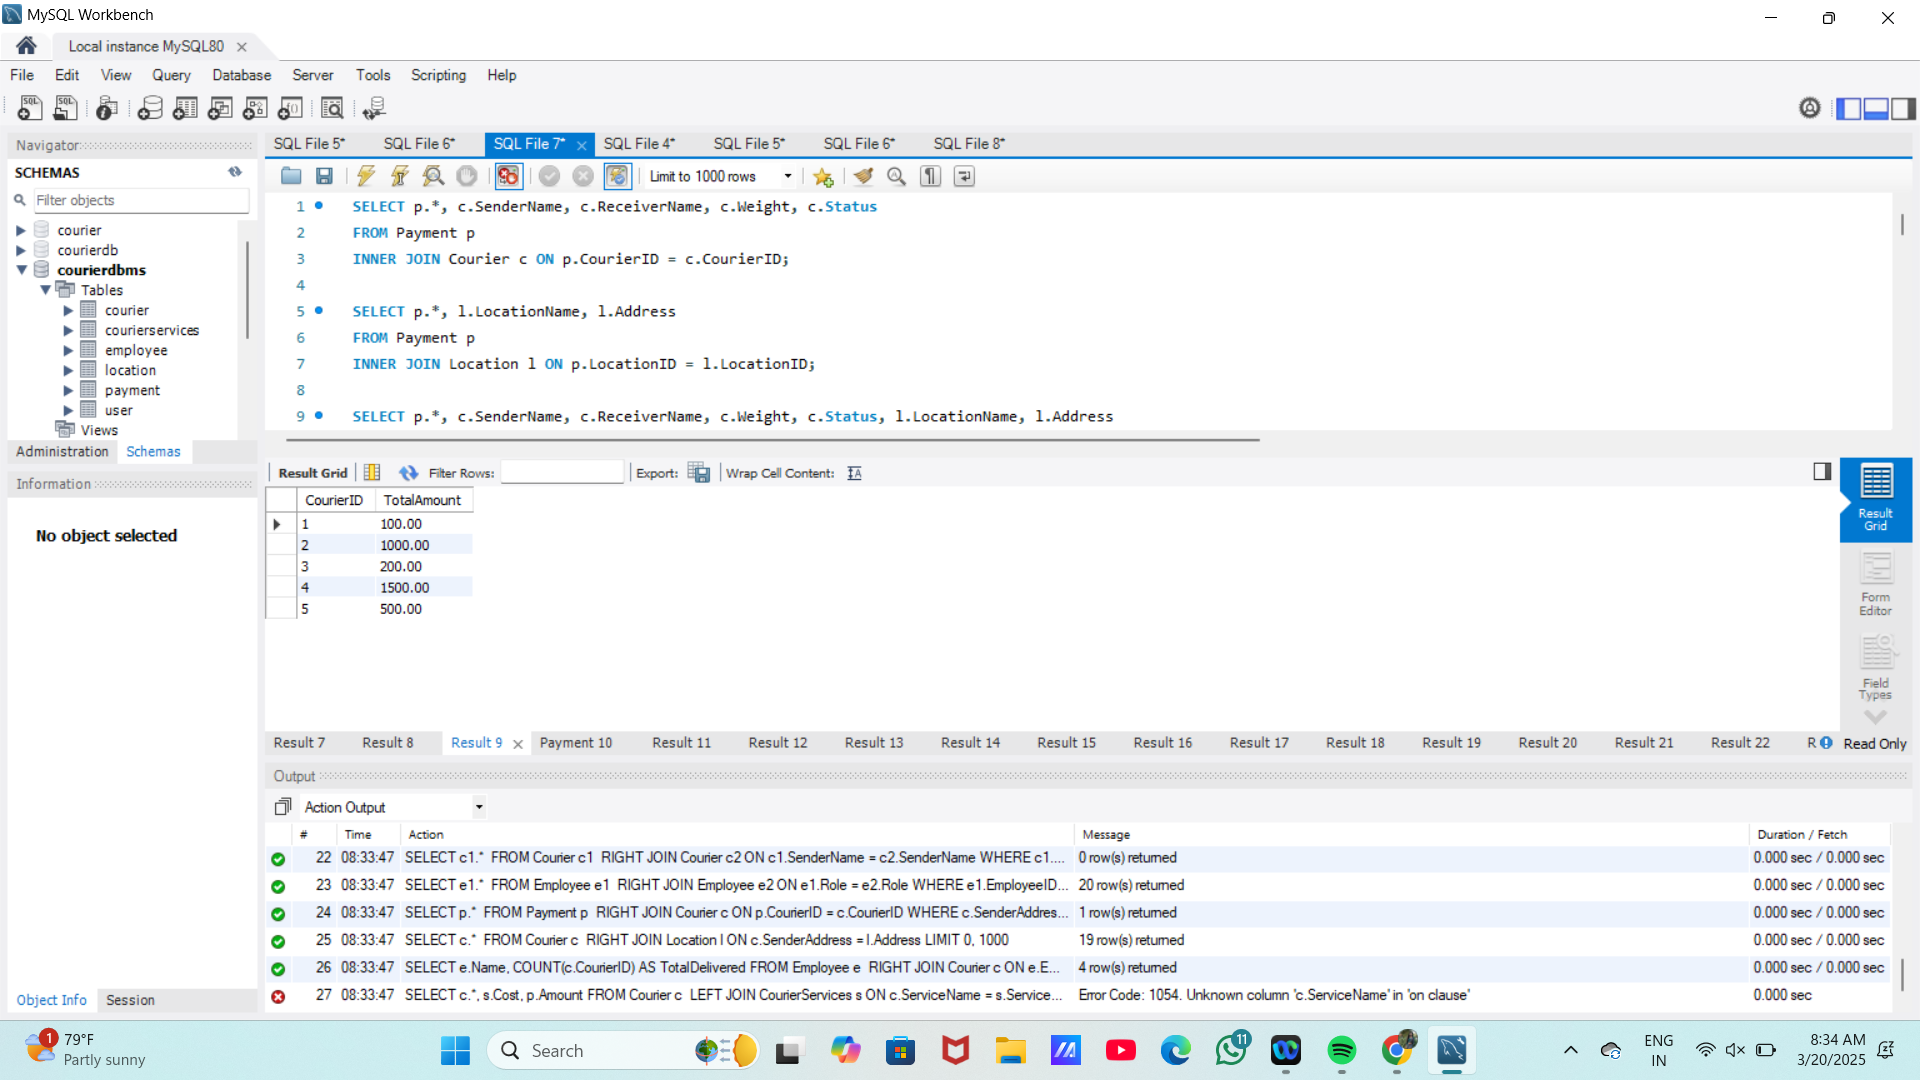 MySQL Workbench
Local instance MySQL80
File Edit View Query Database Server Tools Scripting Help
Navigator
SCHEMAS
Filter objects
courier
courierdb
courierdbms
Tables
courier
courierservices
employee
location
payment
user
Views
Administration Schemas
Information
No object selected
Object Info Session
SQL File 5* SQL File 6* SQL File 7* SQL File 4* SQL File 5* SQL File 6* SQL File 8*
Limit to 1000 rows
1 SELECT p.*, c.SenderName, c.ReceiverName, c.Weight, c.Status
2 FROM Payment p
3 INNER JOIN Courier c ON p.CourierID = c.CourierID;
4
5 SELECT p.*, l.LocationName, l.Address
6 FROM Payment p
7 INNER JOIN Location l ON p.LocationID = l.LocationID;
8
9 SELECT p.*, c.SenderName, c.ReceiverName, c.Weight, c.Status, l.LocationName, l.Address
Result Grid Filter Rows: Export: Wrap Cell Content:
CourierID TotalAmount
1 100.00
2 1000.00
3 200.00
4 1500.00
5 500.00
Result Grid
Form Editor
Field Types
Result 7 Result 8 Result 9 Payment 10 Result 11 Result 12 Result 13 Result 14 Result 15 Result 16 Result 17 Result 18 Result 19 Result 20 Result 21 Result 22 R Read Only
Output
Action Output
# Time Action Message Duration / Fetch
22 08:33:47 SELECT c1.* FROM Courier c1 RIGHT JOIN Courier c2 ON c1.SenderName = c2.SenderName WHERE c1.... 0 row(s) returned 0.000 sec / 0.000 sec
23 08:33:47 SELECT e1.* FROM Employee e1 RIGHT JOIN Employee e2 ON e1.Role = e2.Role WHERE e1.EmployeeID... 20 row(s) returned 0.000 sec / 0.000 sec
24 08:33:47 SELECT p.* FROM Payment p RIGHT JOIN Courier c ON p.CourierID = c.CourierID WHERE c.SenderAddres... 1 row(s) returned 0.000 sec / 0.000 sec
25 08:33:47 SELECT c.* FROM Courier c RIGHT JOIN Location l ON c.SenderAddress = l.Address LIMIT 0, 1000 19 row(s) returned 0.000 sec / 0.000 sec
26 08:33:47 SELECT e.Name, COUNT(c.CourierID) AS TotalDelivered FROM Employee e RIGHT JOIN Courier c ON e.E... 4 row(s) returned 0.000 sec / 0.000 sec
27 08:33:47 SELECT c.*, s.Cost, p.Amount FROM Courier c LEFT JOIN CourierServices s ON c.ServiceName = s.Service... Error Code: 1054. Unknown column 'c.ServiceName' in 'on clause' 0.000 sec
1
79°F
Partly sunny
Search
11
ENG
IN
8:34 AM
3/20/2025